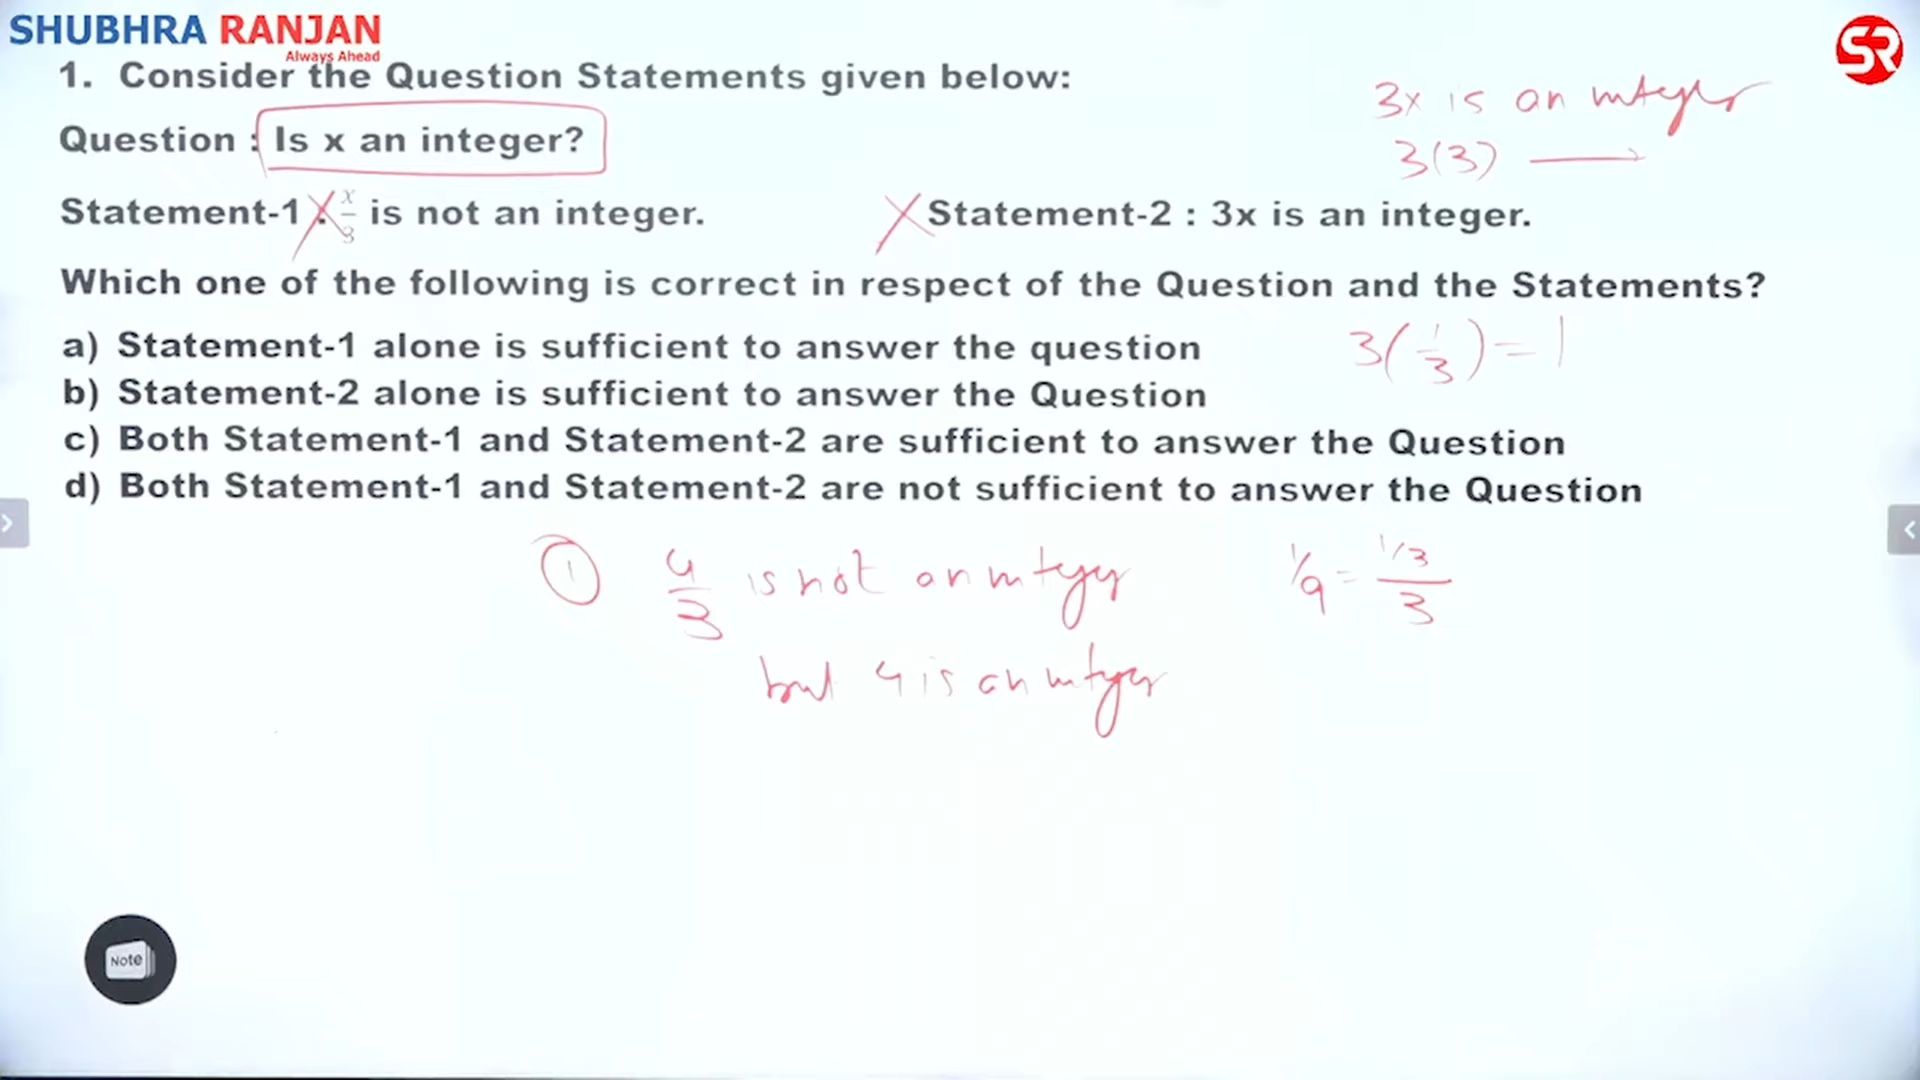 SHUBHRA RANJAN
Always Ahead
SR
1. Consider the Question Statements given below:
Question : Is x an integer?
3x is an integer
3(3) →
Statement-1 : x/3 is not an integer.
Statement-2 : 3x is an integer.
Which one of the following is correct in respect of the Question and the Statements?
a) Statement-1 alone is sufficient to answer the question
3(1/3) = 1
b) Statement-2 alone is sufficient to answer the Question
c) Both Statement-1 and Statement-2 are sufficient to answer the Question
d) Both Statement-1 and Statement-2 are not sufficient to answer the Question
① 4/3 is not an integer
1/9 = 1/3 / 3
but 4 is an integer
Note